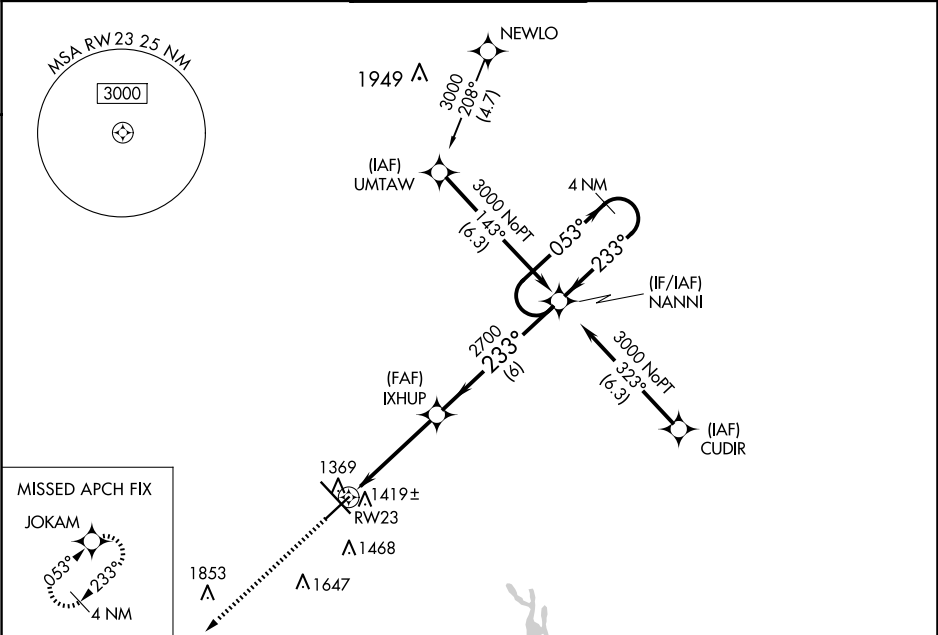 MSA RW23 25 NM
3000
NEWLO
1949
3000
208°
(4.7)
(IAF)
UMTAW
3000 NoPT
143°
(6.3)
4 NM
053°
233°
(IF/IAF)
NANNI
2700
233°
(6)
3000 NoPT
323°
(6.3)
(IAF)
CUDIR
(FAF)
IXHUP
1369
1419±
RW23
1468
1647
1853
MISSED APCH FIX
JOKAM
053°
233°
4 NM